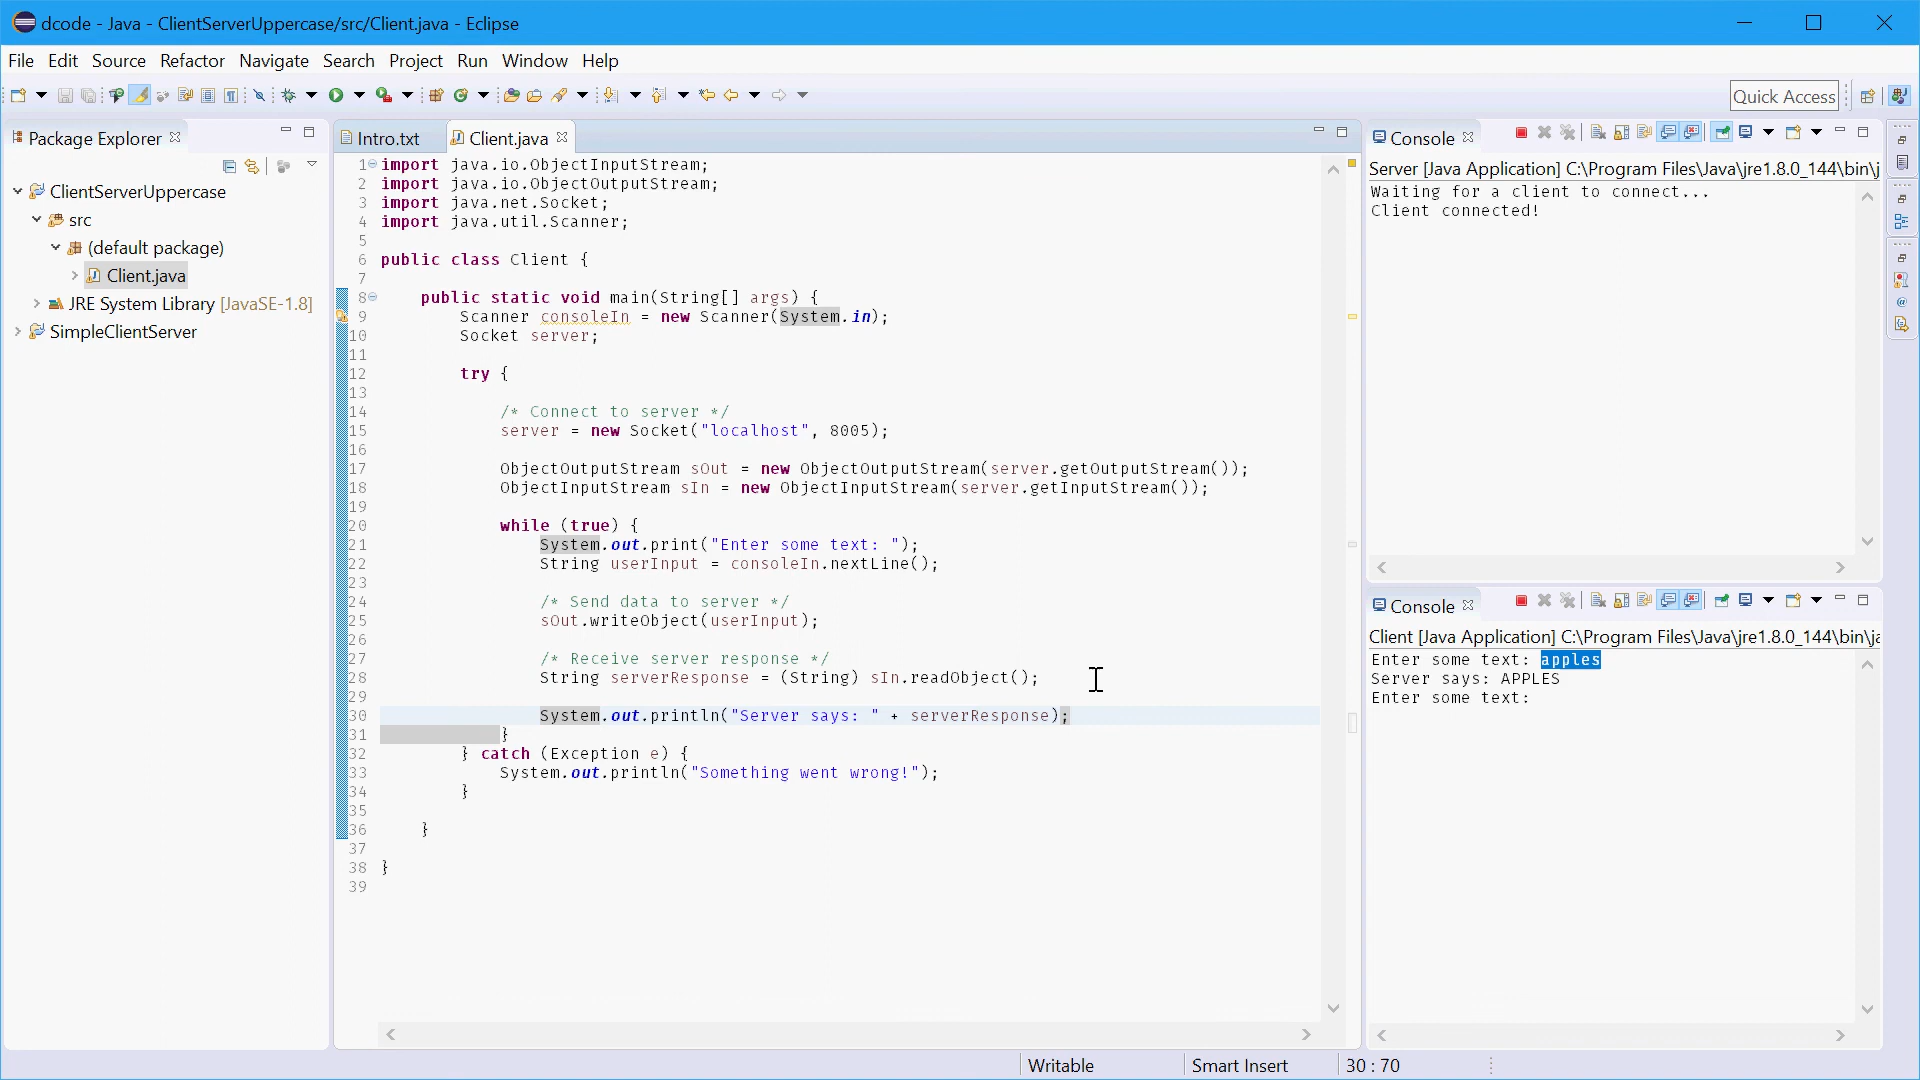 dcode - Java - ClientServerUppercase/src/Client.java - Eclipse
File Edit Source Refactor Navigate Search Project Run Window Help
Quick Access
Package Explorer
ClientServerUppercase
src
(default package)
Client.java
JRE System Library [JavaSE-1.8]
SimpleClientServer
Intro.txt Client.java
1 import java.io.ObjectInputStream;
2 import java.io.ObjectOutputStream;
3 import java.net.Socket;
4 import java.util.Scanner;
5
6 public class Client {
7
8 public static void main(String[] args) {
9 Scanner consoleIn = new Scanner(System.in);
10 Socket server;
11
12 try {
13
14 /* Connect to server */
15 server = new Socket("localhost", 8005);
16
17 ObjectOutputStream sOut = new ObjectOutputStream(server.getOutputStream());
18 ObjectInputStream sIn = new ObjectInputStream(server.getInputStream());
19
20 while (true) {
21 System.out.print("Enter some text: ");
22 String userInput = consoleIn.nextLine();
23
24 /* Send data to server */
25 sOut.writeObject(userInput);
26
27 /* Receive server response */
28 String serverResponse = (String) sIn.readObject();
29
30 System.out.println("Server says: " + serverResponse);
31 }
32 } catch (Exception e) {
33 System.out.println("Something went wrong!");
34 }
35
36 }
37
38 }
39
Console
Server [Java Application] C:\Program Files\Java\jre1.8.0_144\bin\j
Waiting for a client to connect...
Client connected!
Console
Client [Java Application] C:\Program Files\Java\jre1.8.0_144\bin\ja
Enter some text: apples
Server says: APPLES
Enter some text:
Writable Smart Insert 30 : 70